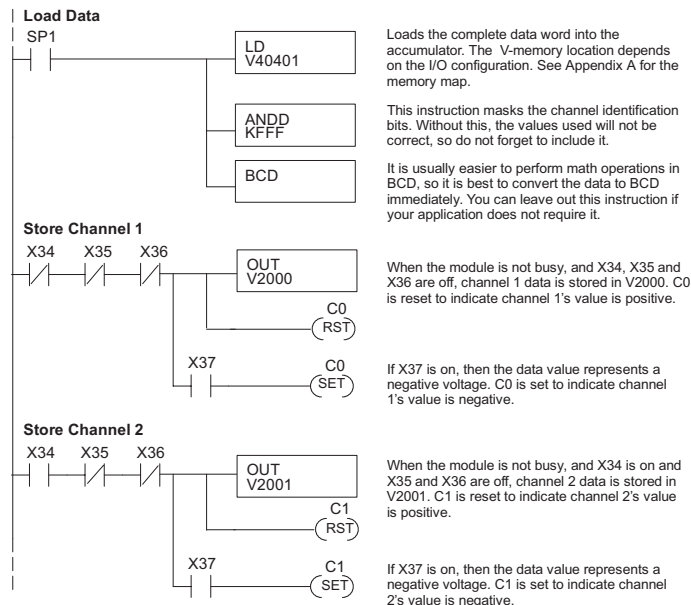 Load Data
SP1
LD
V40401
Loads the complete data word into the
accumulator. The V-memory location depends
on the I/O configuration. See Appendix A for the
memory map.
ANDD
KFFF
This instruction masks the channel identification
bits. Without this, the values used will not be
correct, so do not forget to include it.
BCD
It is usually easier to perform math operations in
BCD, so it is best to convert the data to BCD
immediately. You can leave out this instruction if
your application does not require it.
Store Channel 1
X34 X35 X36
OUT
V2000
When the module is not busy, and X34, X35 and
X36 are off, channel 1 data is stored in V2000. C0
is reset to indicate channel 1's value is positive.
C0
RST
X37
C0
SET
If X37 is on, then the data value represents a
negative voltage. C0 is set to indicate channel
1's value is negative.
Store Channel 2
X34 X35 X36
OUT
V2001
When the module is not busy, and X34 is on and
X35 and X36 are off, channel 2 data is stored in
V2001. C1 is reset to indicate channel 2's value
is positive.
C1
RST
X37
C1
SET
If X37 is on, then the data value represents a
negative voltage. C1 is set to indicate channel
2's value is negative.